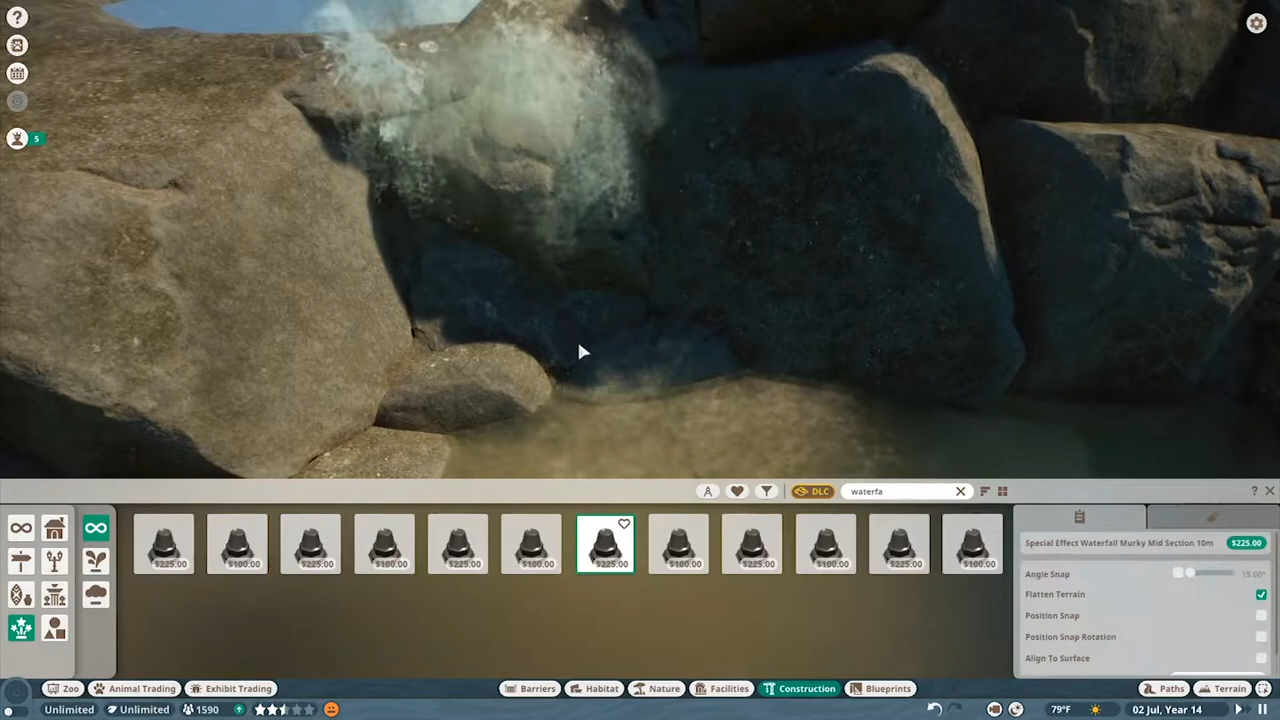 ?
5
DLC
waterfa
?
$225.00
$100.00
$225.00
$100.00
$225.00
$100.00
$225.00
$100.00
$225.00
$100.00
$225.00
$100.00
Special Effect Waterfall Murky Mid Section 10m $225.00
Angle Snap 15.00°
Flatten Terrain
Position Snap
Position Snap Rotation
Align To Surface
Zoo Animal Trading Exhibit Trading Barriers Habitat Nature Facilities Construction Blueprints Paths Terrain
Unlimited Unlimited 1590 79°F 02 Jul, Year 14